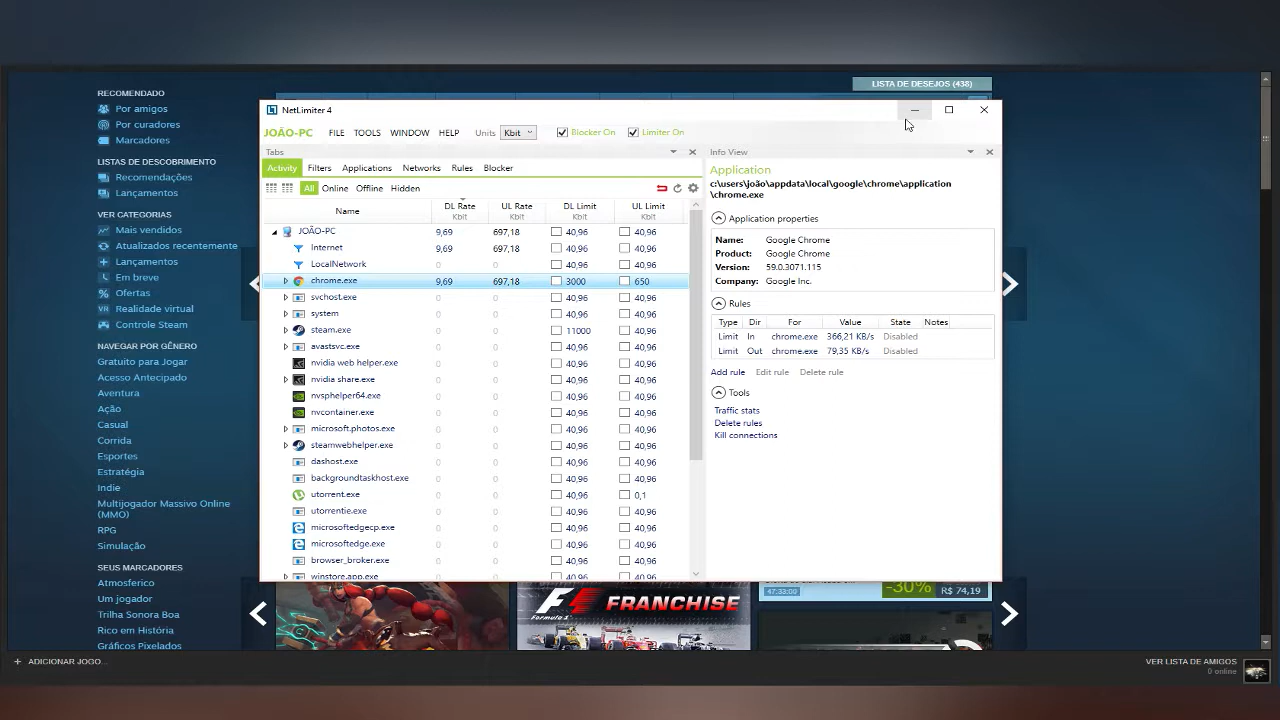 RECOMENDADO
Por amigos
Por curadores
Marcadores
LISTAS DE DESCOBRIMENTO
Recomendações
Lançamentos
VER CATEGORIAS
Mais vendidos
Atualizados recentemente
Lançamentos
Em breve
Ofertas
VR Realidade virtual
Controle Steam
NAVEGAR POR GÊNERO
Gratuito para Jogar
Acesso Antecipado
Aventura
Ação
Casual
Corrida
Esportes
Estratégia
Indie
Multijogador Massivo Online
(MMO)
RPG
Simulação
SEUS MARCADORES
Atmosferico
Um jogador
Trilha Sonora Boa
Rico em História
Gráficos Pixelados
LISTA DE DESEJOS (438)
NetLimiter 4
JOÃO-PC FILE TOOLS WINDOW HELP Units Kbit Blocker On Limiter On
Tabs
Activity Filters Applications Networks Rules Blocker
All Online Offline Hidden
Name DL Rate UL Rate DL Limit UL Limit
Kbit Kbit Kbit Kbit
JOÃO-PC 9,69 697,18 40,96 40,96
Internet 9,69 697,18 40,96 40,96
LocalNetwork 0 0 40,96 40,96
chrome.exe 9,69 697,18 3000 650
svchost.exe 0 0 40,96 40,96
system 0 0 40,96 40,96
steam.exe 0 0 11000 40,96
avastsvc.exe 0 0 40,96 40,96
nvidia web helper.exe 0 0 40,96 40,96
nvidia share.exe 0 0 40,96 40,96
nvsphelper64.exe 0 0 40,96 40,96
nvcontainer.exe 0 0 40,96 40,96
microsoft.photos.exe 0 0 40,96 40,96
steamwebhelper.exe 0 0 40,96 40,96
dashost.exe 0 0 40,96 40,96
backgroundtaskhost.exe 0 0 40,96 40,96
utorrent.exe 0 0 40,96 0,1
utorrentie.exe 0 0 40,96 40,96
microsoftedgecp.exe 0 0 40,96 40,96
microsoftedge.exe 0 0 40,96 40,96
browser_broker.exe 0 0 40,96 40,96
winstore.app.exe 0 0 40,96 40,96
Info View
Application
c:\users\joão\appdata\local\google\chrome\application
\chrome.exe
Application properties
Name: Google Chrome
Product: Google Chrome
Version: 59.0.3071.115
Company: Google Inc.
Rules
Type Dir For Value State Notes
Limit In chrome.exe 366,21 KB/s Disabled
Limit Out chrome.exe 79,35 KB/s Disabled
Add rule Edit rule Delete rule
Tools
Traffic stats
Delete rules
Kill connections
F1 FRANCHISE
Formula 1
47:33:00 -30% R$ 74,19
+ ADICIONAR JOGO...
VER LISTA DE AMIGOS
0 online